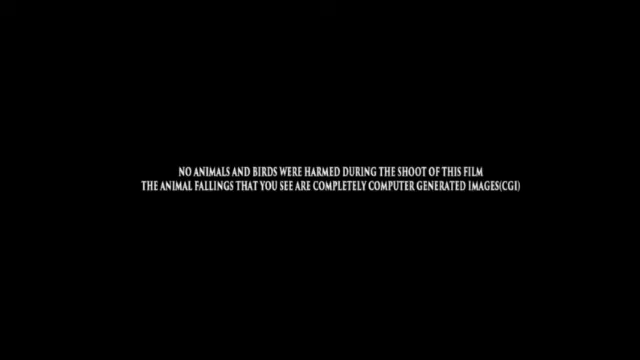 NO ANIMALS AND BIRDS WERE HARMED DURING THE SHOOT OF THIS FILM
THE ANIMAL FALLINGS THAT YOU SEE ARE COMPLETELY COMPUTER GENERATED IMAGES(CGI)